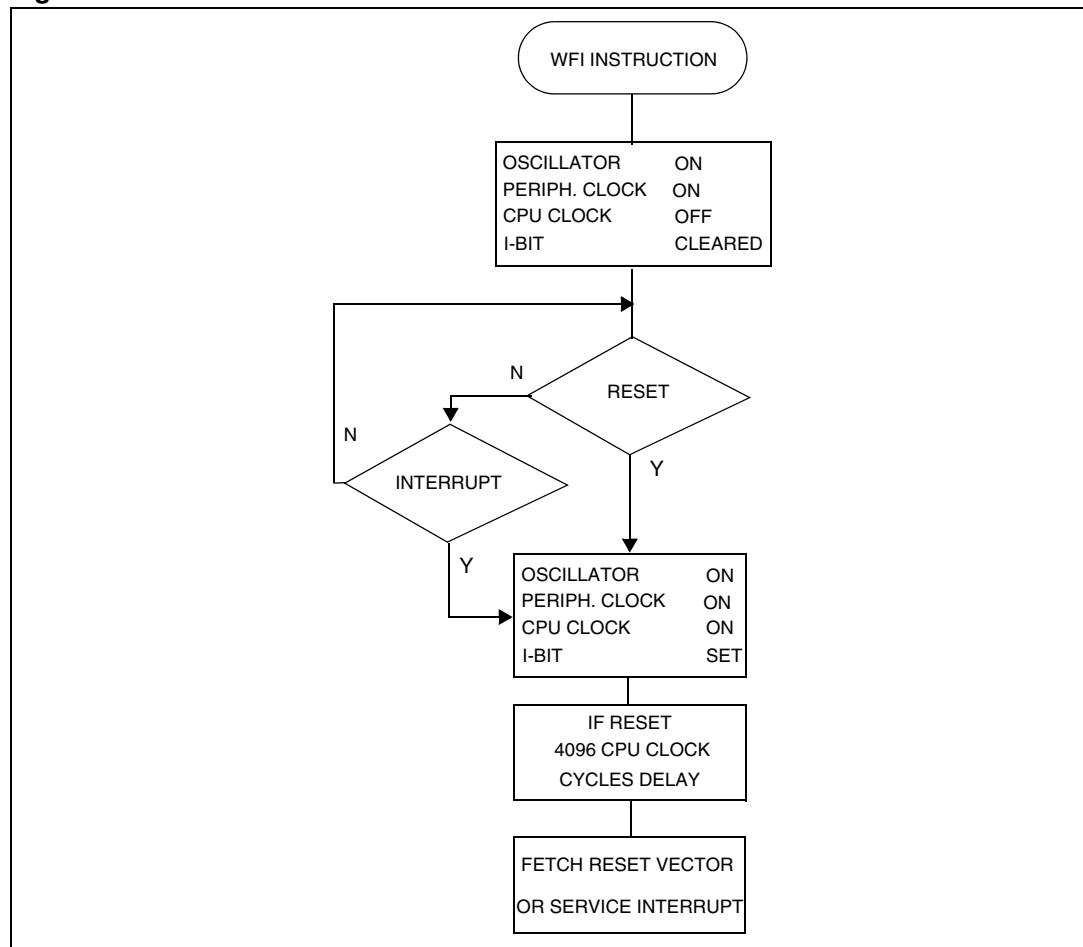 WFI INSTRUCTION
OSCILLATOR ON
PERIPH. CLOCK ON
CPU CLOCK OFF
I-BIT CLEARED
N
RESET
N
INTERRUPT
Y
Y
OSCILLATOR ON
PERIPH. CLOCK ON
CPU CLOCK ON
I-BIT SET
IF RESET
4096 CPU CLOCK
CYCLES DELAY
FETCH RESET VECTOR
OR SERVICE INTERRUPT